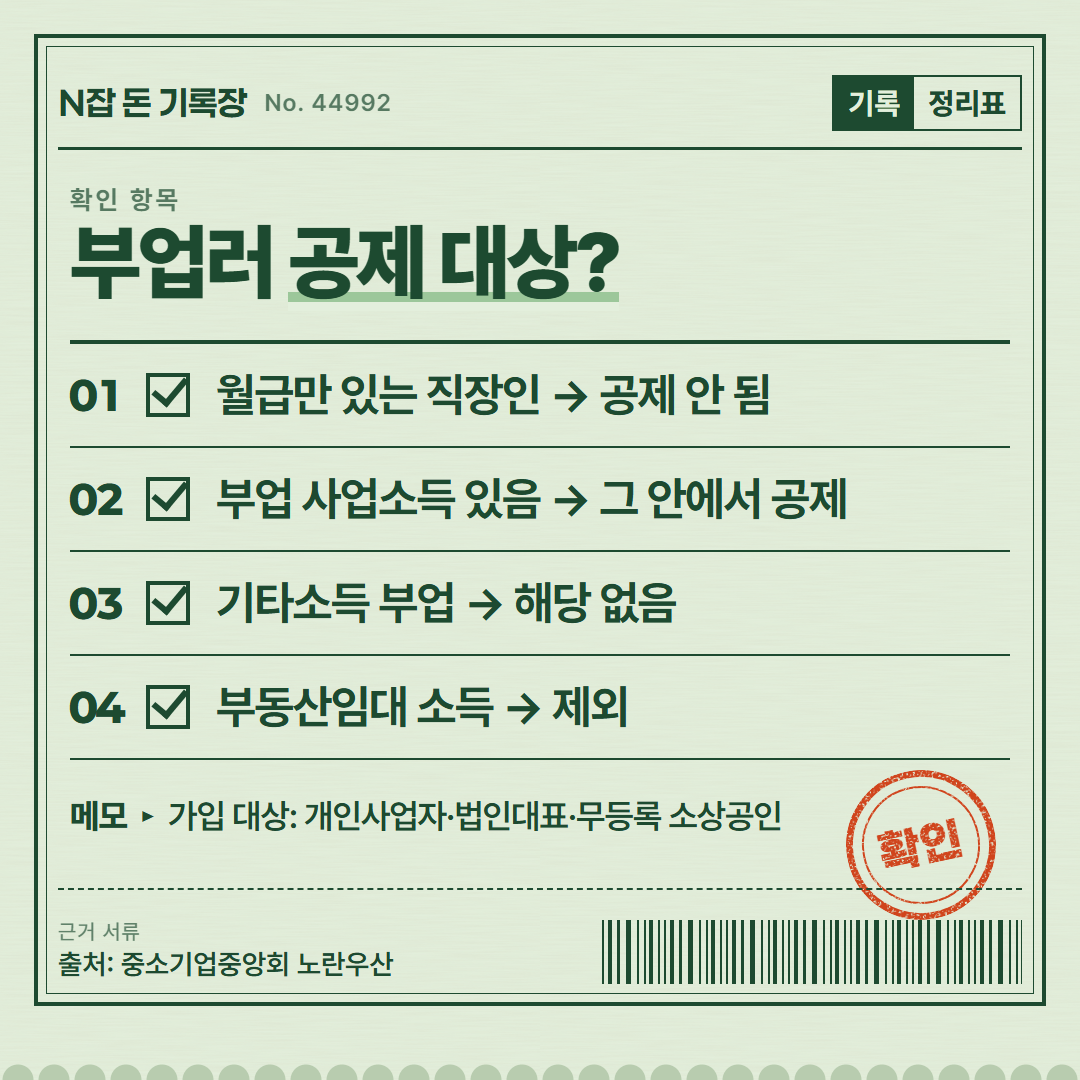 N잡 돈 기록장 No. 44992 기록 정리표
확인 항목
부업러 공제 대상?
01 월급만 있는 직장인 → 공제 안 됨
02 부업 사업소득 있음 → 그 안에서 공제
03 기타소득 부업 → 해당 없음
04 부동산임대 소득 → 제외
메모 ▸ 가입 대상: 개인사업자·법인대표·무등록 소상공인
확인
근거 서류
출처: 중소기업중앙회 노란우산